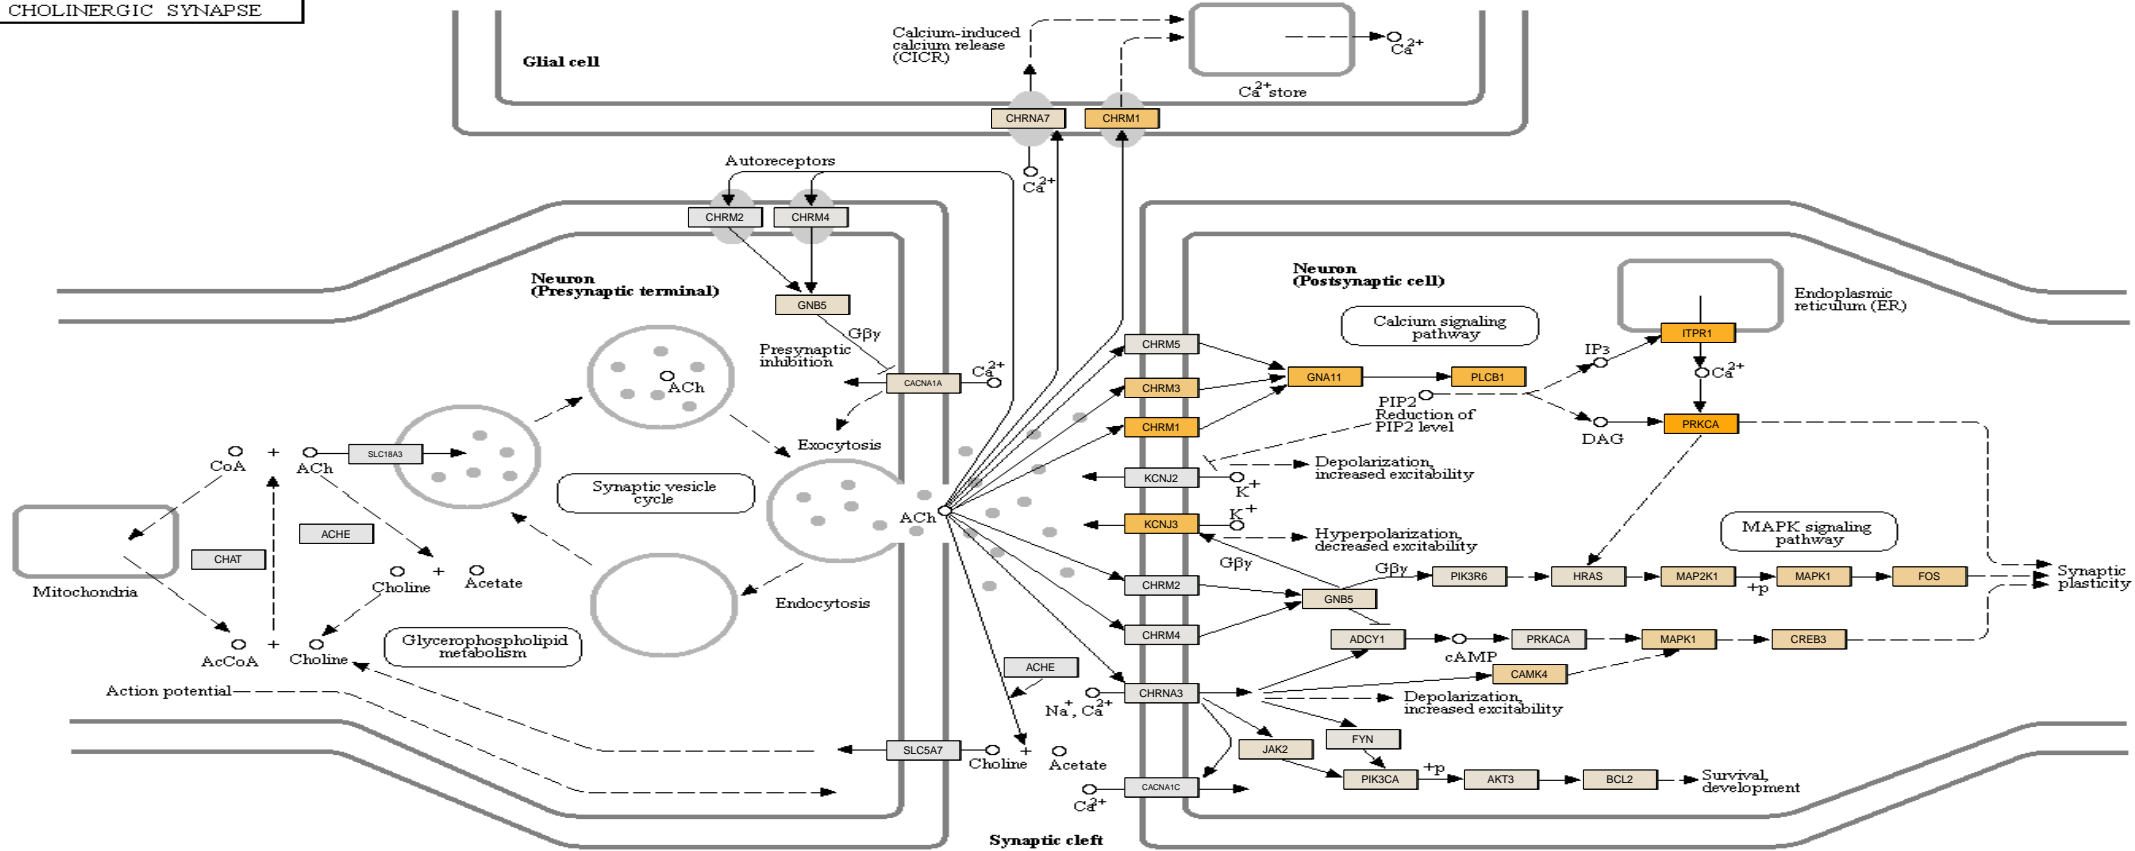 CHOLINERGIC SYNAPSE
Glial cell
Calcium-induced
calcium release
(CICR)
Ca2+
Ca2+ store
CHRNA7
CHRM1
Ca2+
Autoreceptors
CHRM2
CHRM4
Neuron
(Presynaptic terminal)
GNB5
Gβγ
Presynaptic
inhibition
CACNA1A
Ca2+
Exocytosis
ACh
SLC18A3
CoA
+
ACh
Synaptic vesicle
cycle
ACh
CHAT
ACHE
Mitochondria
Choline
+
Acetate
Endocytosis
AcCoA
+
Choline
Glycerophospholipid
metabolism
Action potential
SLC5A7
Choline
+
Acetate
ACHE
Na+, Ca2+
Ca2+
Synaptic cleft
Neuron
(Postsynaptic cell)
Calcium signaling
pathway
Endoplasmic
reticulum (ER)
ITPR1
IP3
Ca2+
CHRM5
CHRM3
CHRM1
GNA11
PLCB1
PIP2
Reduction of
PIP2 level
DAG
PRKCA
KCNJ2
K+
Depolarization,
increased excitability
KCNJ3
K+
Hyperpolarization,
decreased excitability
MAPK signaling
pathway
Gβγ
Gβγ
CHRM2
CHRM4
GNB5
PIK3R6
HRAS
MAP2K1
+p
MAPK1
FOS
Synaptic
plasticity
ADCY1
cAMP
PRKACA
MAPK1
CREB3
CAMK4
CHRNA3
Depolarization,
increased excitability
JAK2
FYN
PIK3CA
+p
AKT3
BCL2
Survival,
development
CACNA1C